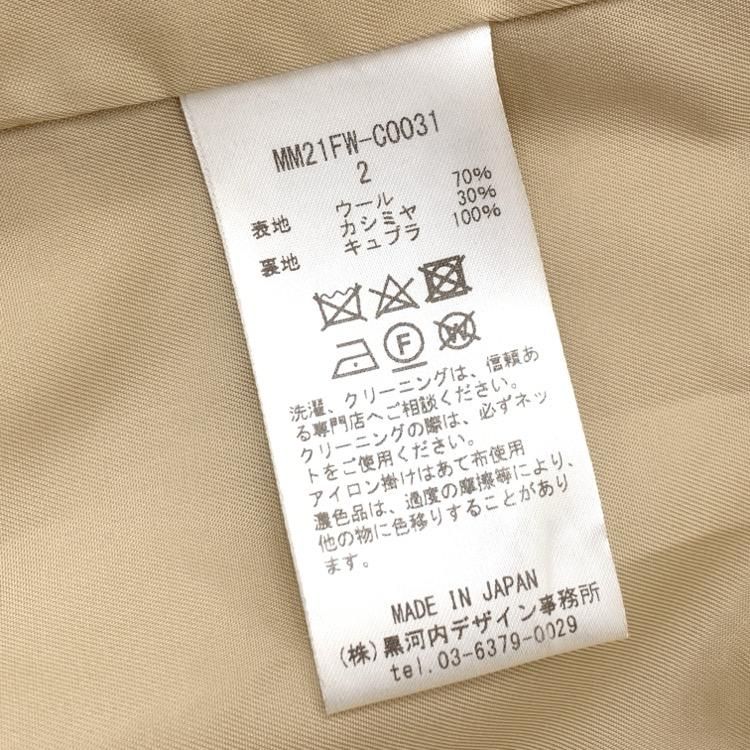 MM21FW-C0031
2
表地 ウール 70%
カシミヤ 30%
裏地 キュプラ 100%
F W
洗濯、クリーニングは、信頼あ
る専門店へご相談ください。
クリーニングの際は、必ずネッ
トをご使用ください。
アイロン掛けはあて布使用
濃色品は、過度の摩擦等により、
他の物に色移りすることがあり
ます。
MADE IN JAPAN
(株)黒河内デザイン事務所
tel.03-6379-0029